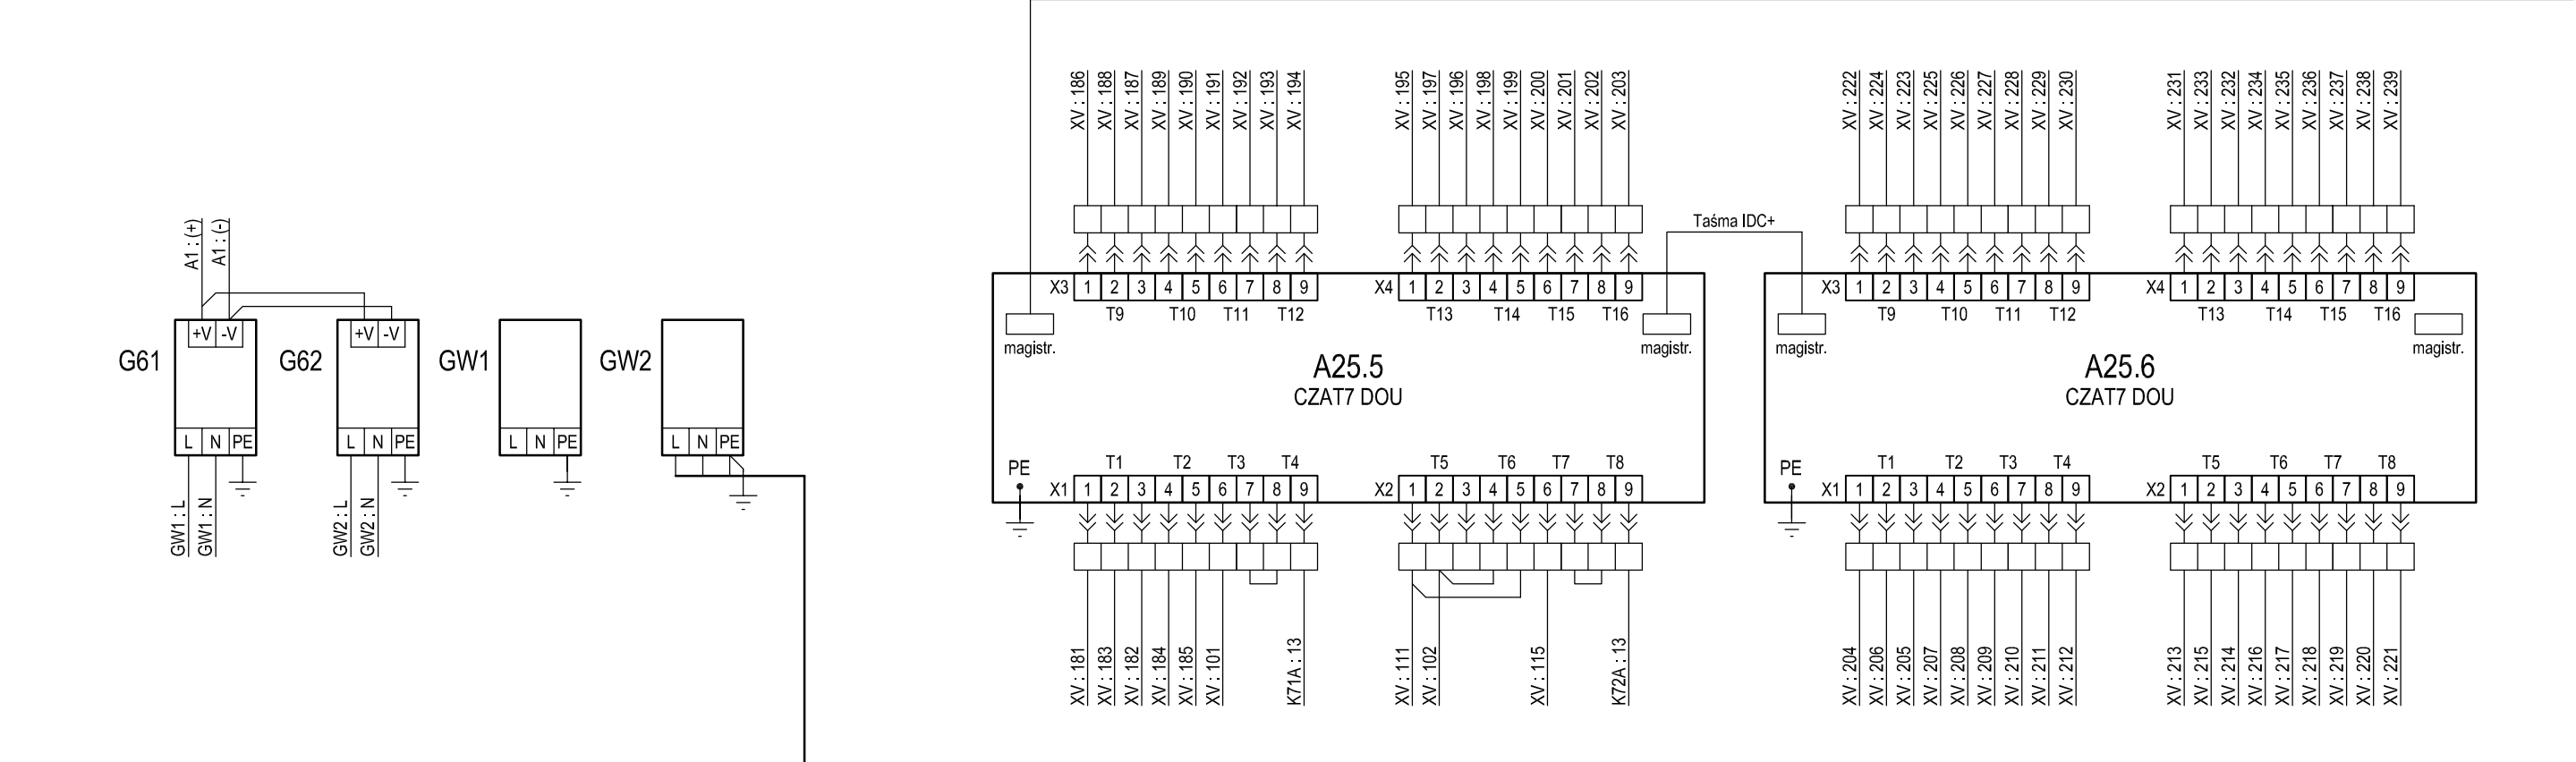 XV : 186 XV : 188 XV : 187 XV : 189 XV : 190 XV : 191 XV : 192 XV : 193 XV : 194
XV : 195 XV : 197 XV : 196 XV : 198 XV : 199 XV : 200 XV : 201 XV : 202 XV : 203
XV : 222 XV : 224 XV : 223 XV : 225 XV : 226 XV : 227 XV : 228 XV : 229 XV : 230
XV : 231 XV : 233 XV : 232 XV : 234 XV : 235 XV : 236 XV : 237 XV : 238 XV : 239
A1 : (+) A1 : (-)
Taśma IDC+
+V -V
G61
L N PE
GW1 : L GW1 : N
+V -V
G62
L N PE
GW2 : L GW2 : N
GW1
L N PE
GW2
L N PE
X3 1 2 3 4 5 6 7 8 9
T9 T10 T11 T12
X4 1 2 3 4 5 6 7 8 9
T13 T14 T15 T16
magistr. magistr.
A25.5
CZAT7 DOU
PE
T1 T2 T3 T4
X1 1 2 3 4 5 6 7 8 9
T5 T6 T7 T8
X2 1 2 3 4 5 6 7 8 9
XV : 181 XV : 183 XV : 182 XV : 184 XV : 185 XV : 101 K71A : 13
XV : 111 XV : 102 XV : 115 K72A : 13
X3 1 2 3 4 5 6 7 8 9
T9 T10 T11 T12
X4 1 2 3 4 5 6 7 8 9
T13 T14 T15 T16
magistr. magistr.
A25.6
CZAT7 DOU
PE
T1 T2 T3 T4
X1 1 2 3 4 5 6 7 8 9
T5 T6 T7 T8
X2 1 2 3 4 5 6 7 8 9
XV : 204 XV : 206 XV : 205 XV : 207 XV : 208 XV : 209 XV : 210 XV : 211 XV : 212
XV : 213 XV : 215 XV : 214 XV : 216 XV : 217 XV : 218 XV : 219 XV : 220 XV : 221